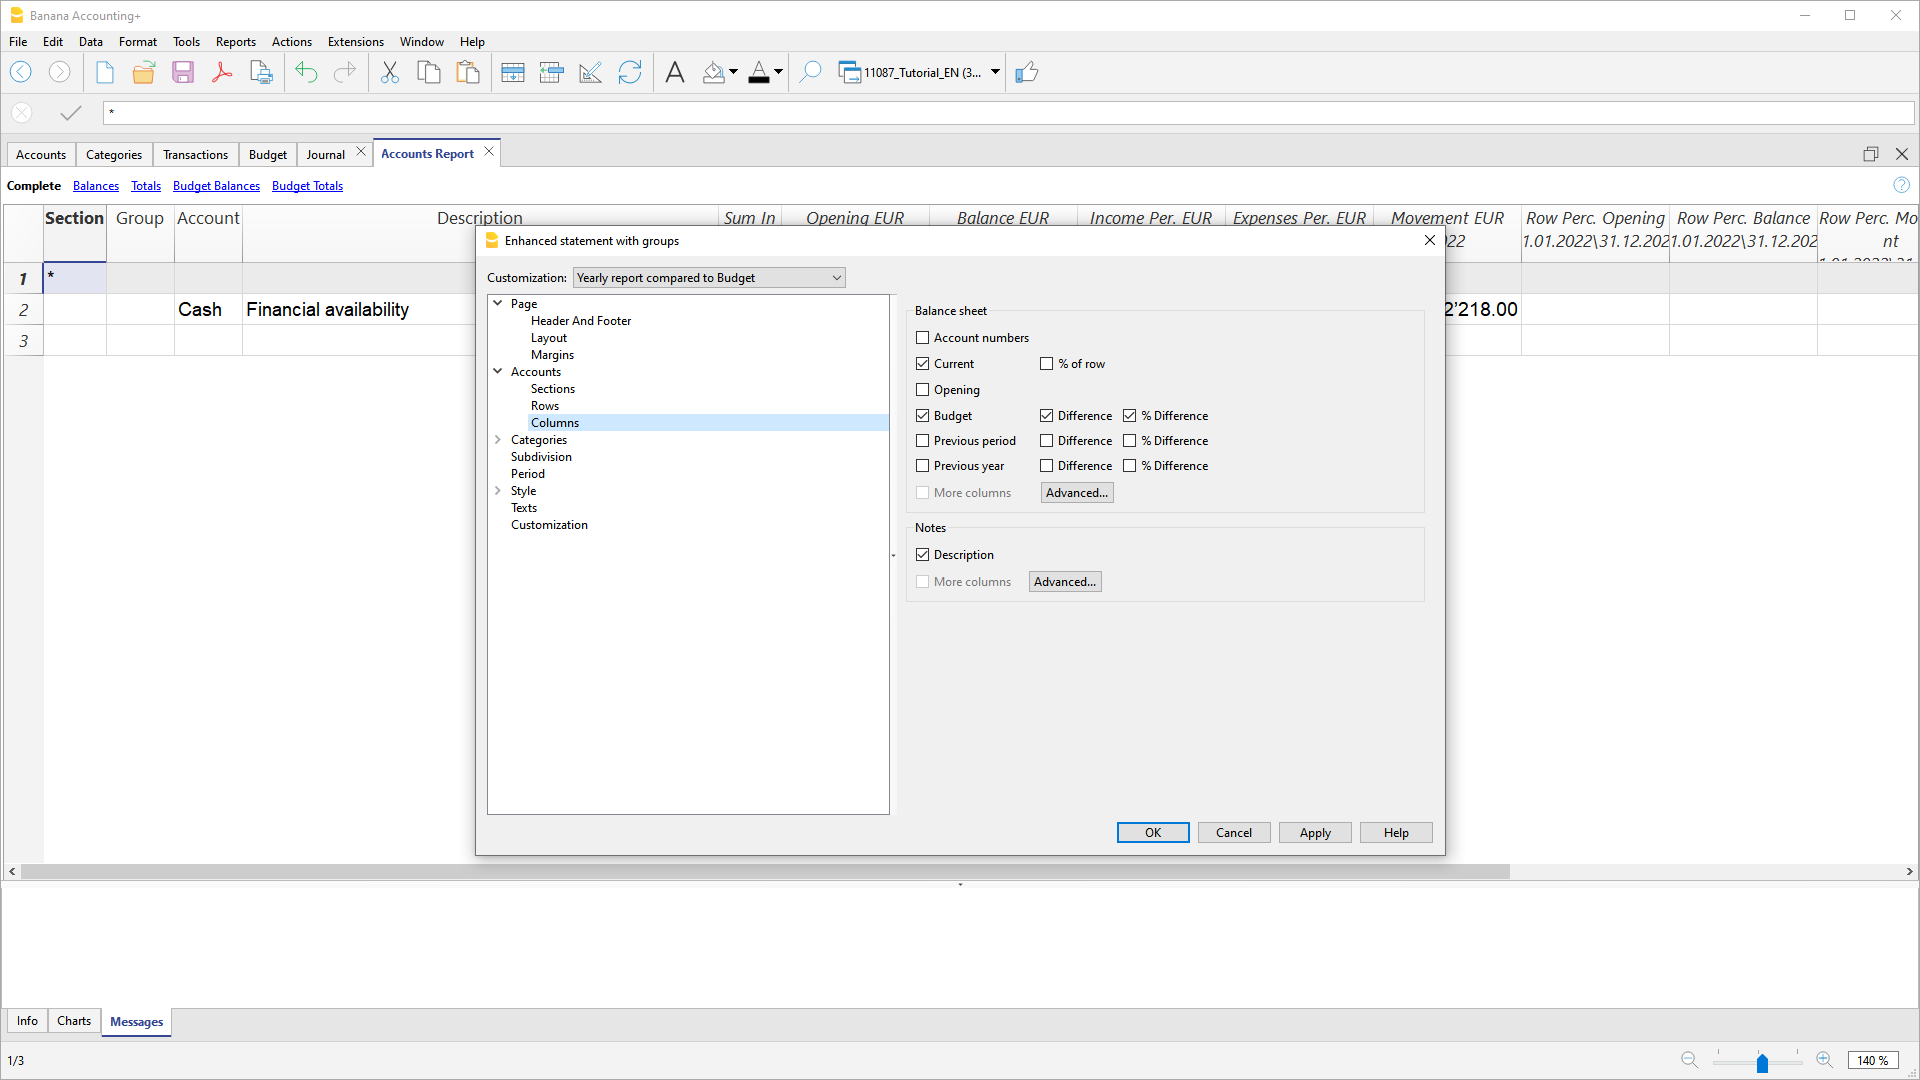 Banana Accounting+
File Edit Data Format Tools Reports Actions Extensions Window Help
11087_Tutorial_EN (3...
*
Accounts Categories Transactions Budget Journal Accounts Report
Complete Balances Totals Budget Balances Budget Totals
Section Group Account Description Sum In Opening EUR Balance EUR Income Per. EUR Expenses Per. EUR Movement EUR Row Perc. Opening Row Perc. Balance Row Perc. Mo
22 1.01.2022\31.12.202 1.01.2022\31.12.202 nt
1 *
2 Cash Financial availability 2’218.00
3
Enhanced statement with groups
Customization: Yearly report compared to Budget
Page
Header And Footer
Layout
Margins
Accounts
Sections
Rows
Columns
Categories
Subdivision
Period
Style
Texts
Customization
Balance sheet
Account numbers
Current % of row
Opening
Budget Difference % Difference
Previous period Difference % Difference
Previous year Difference % Difference
More columns Advanced...
Notes
Description
More columns Advanced...
OK Cancel Apply Help
Info Charts Messages
1/3 140 %